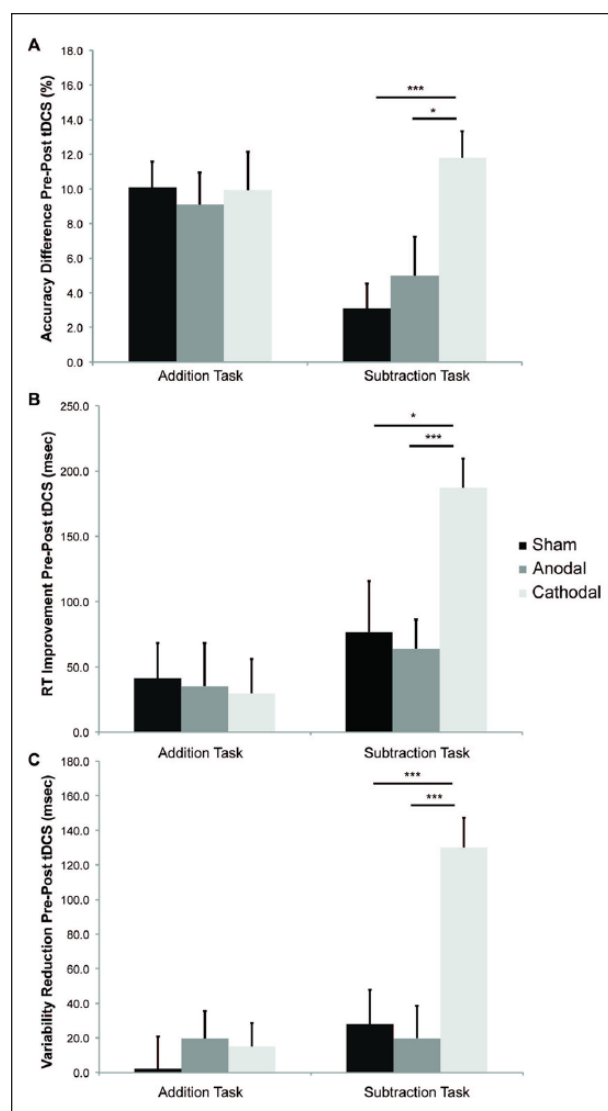 A
Accuracy Difference Pre-Post tDCS (%)
18.0
16.0
14.0
12.0
10.0
8.0
6.0
4.0
2.0
0.0
***
*
Addition Task
Subtraction Task
B
RT Improvement Pre-Post tDCS (msec)
250.0
200.0
150.0
100.0
50.0
0.0
*
***
Addition Task
Subtraction Task
Sham
Anodal
Cathodal
C
Variability Reduction Pre-Post tDCS (msec)
180.0
160.0
140.0
120.0
100.0
80.0
60.0
40.0
20.0
0.0
***
***
Addition Task
Subtraction Task